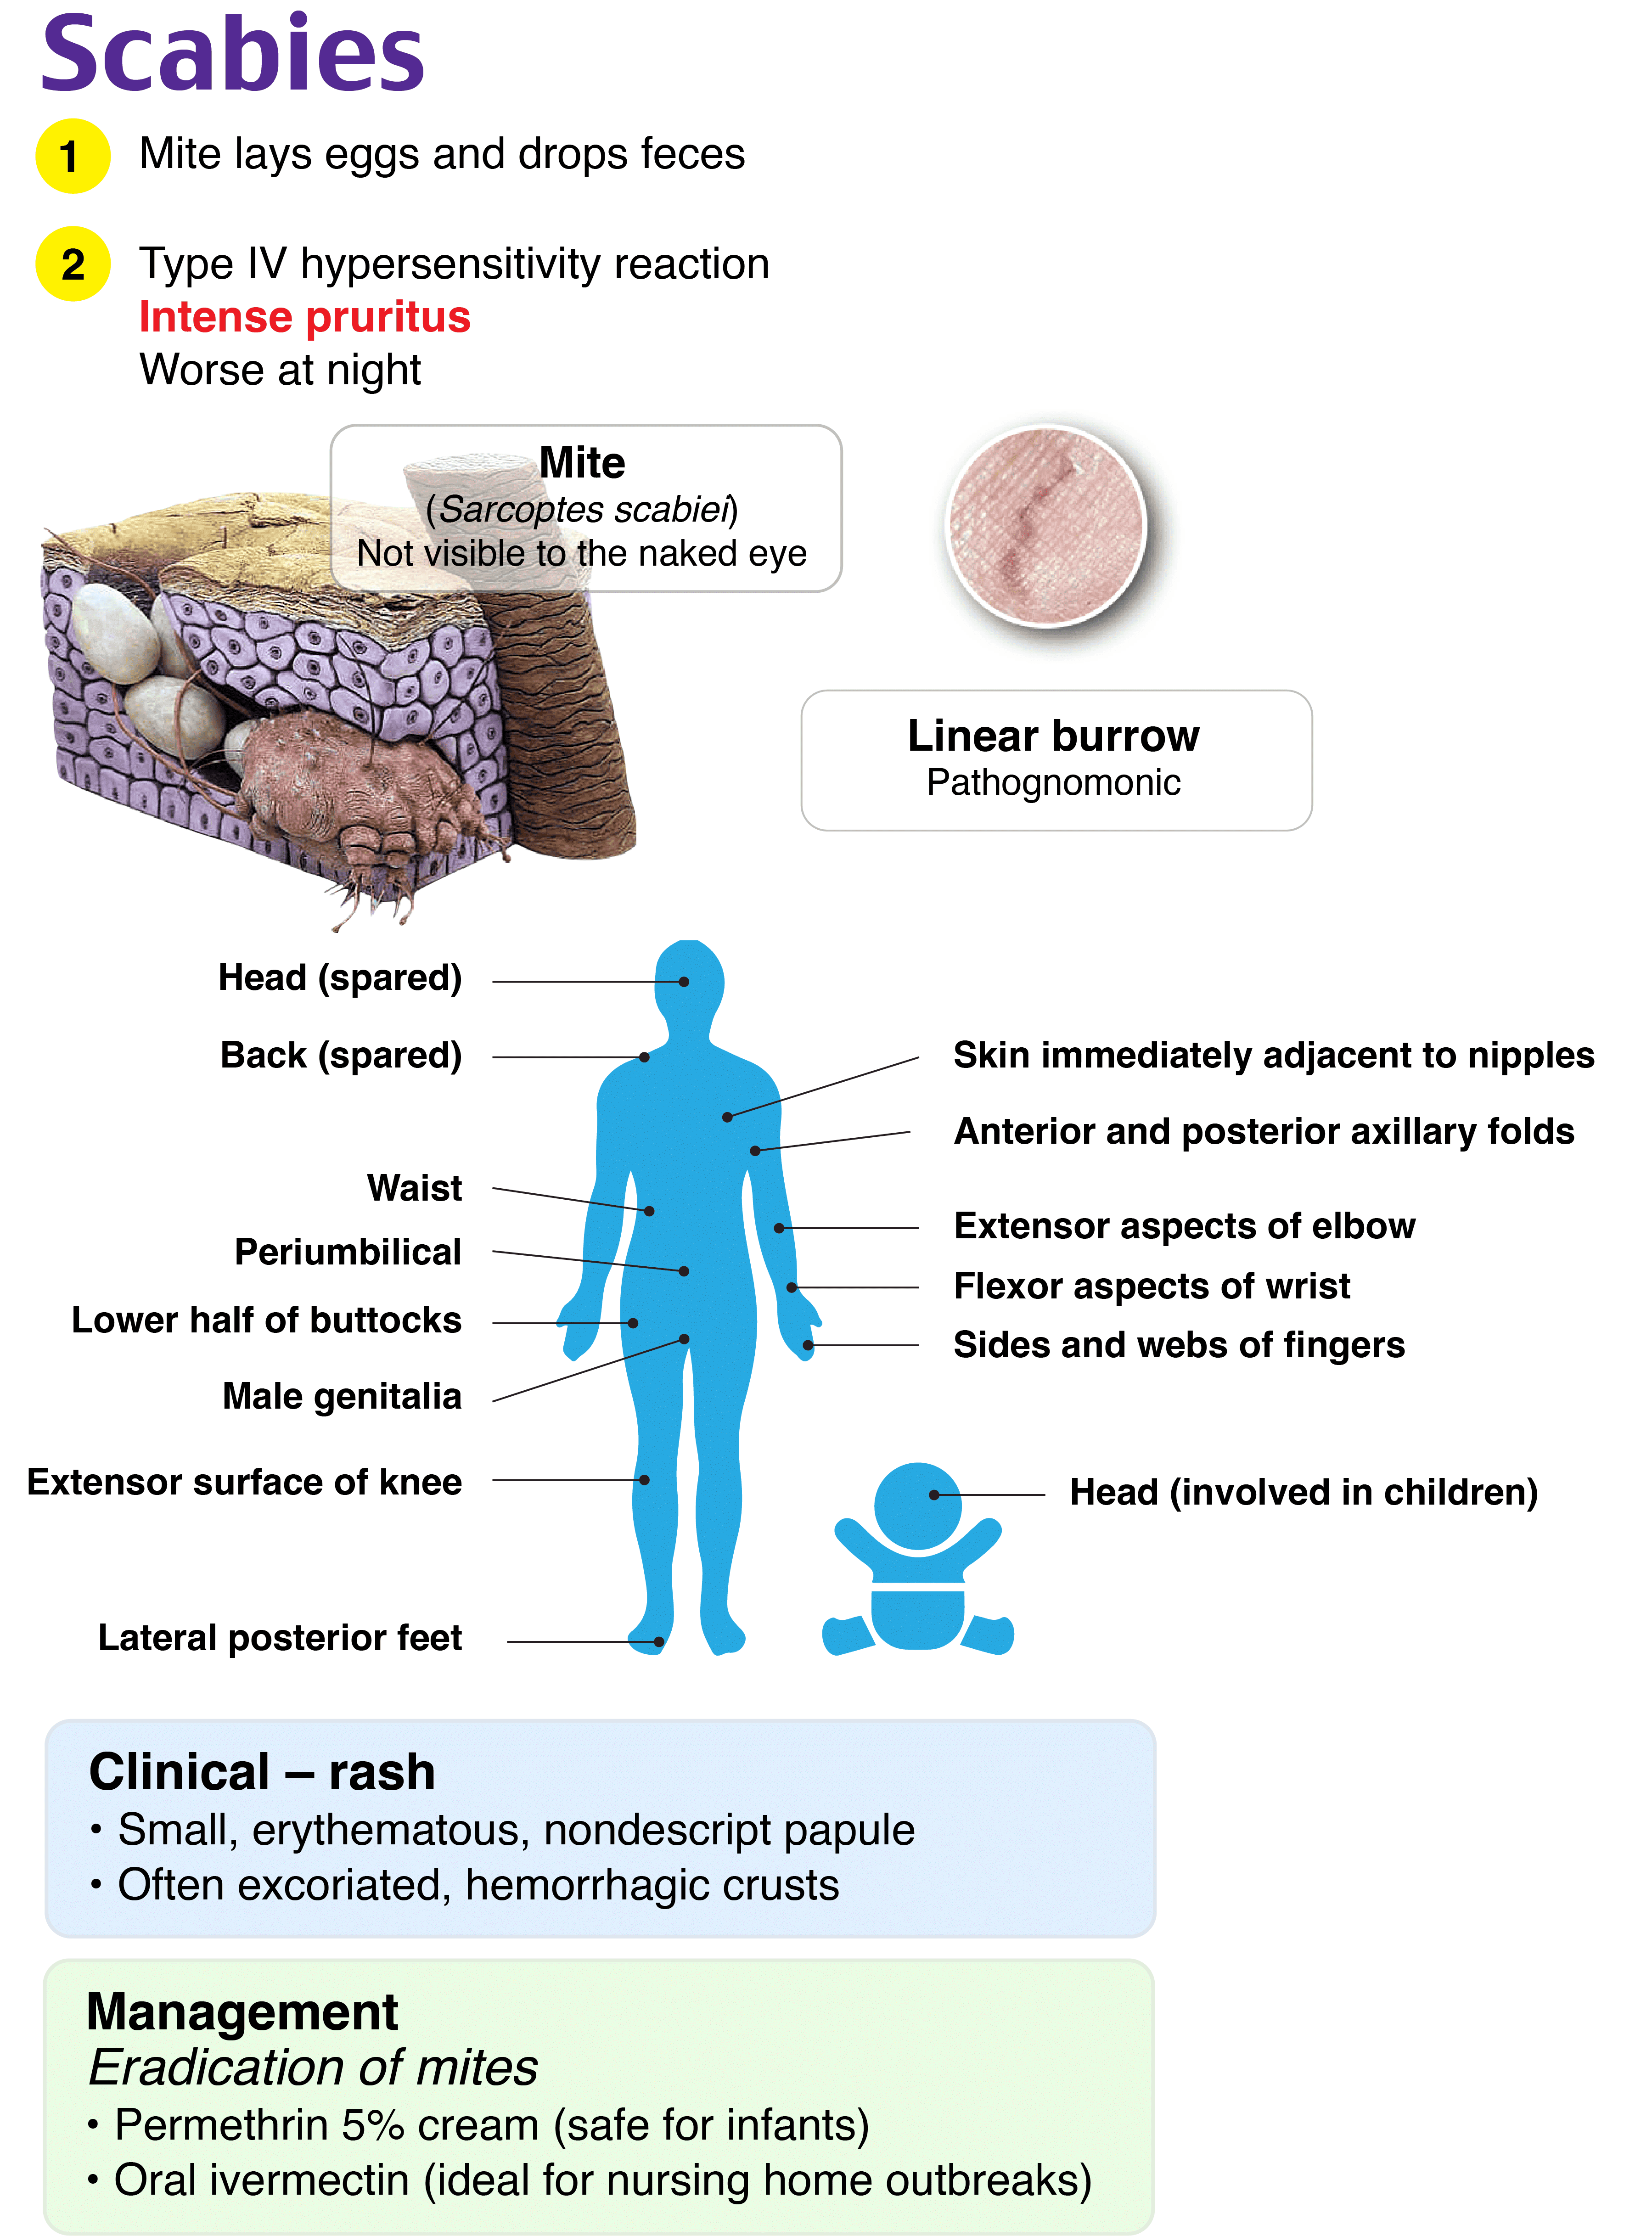 Scabies
1 Mite lays eggs and drops feces
2 Type IV hypersensitivity reaction
Intense pruritus
Worse at night
Mite
(Sarcoptes scabiei)
Not visible to the naked eye
Linear burrow
Pathognomonic
Head (spared)
Back (spared)
Waist
Periumbilical
Lower half of buttocks
Male genitalia
Extensor surface of knee
Lateral posterior feet
Skin immediately adjacent to nipples
Anterior and posterior axillary folds
Extensor aspects of elbow
Flexor aspects of wrist
Sides and webs of fingers
Head (involved in children)
Clinical – rash
• Small, erythematous, nondescript papule
• Often excoriated, hemorrhagic crusts
Management
Eradication of mites
• Permethrin 5% cream (safe for infants)
• Oral ivermectin (ideal for nursing home outbreaks)